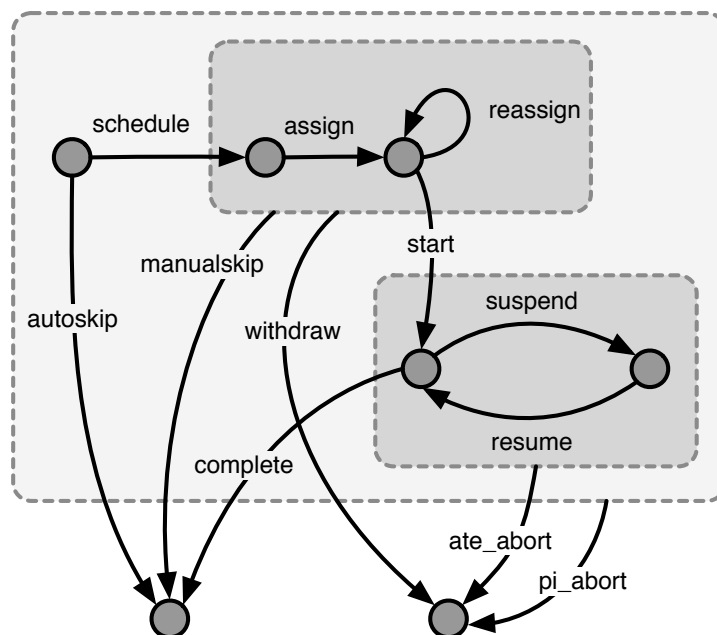 schedule
assign
reassign
start
manualskip
suspend
autoskip
withdraw
resume
complete
ate_abort
pi_abort